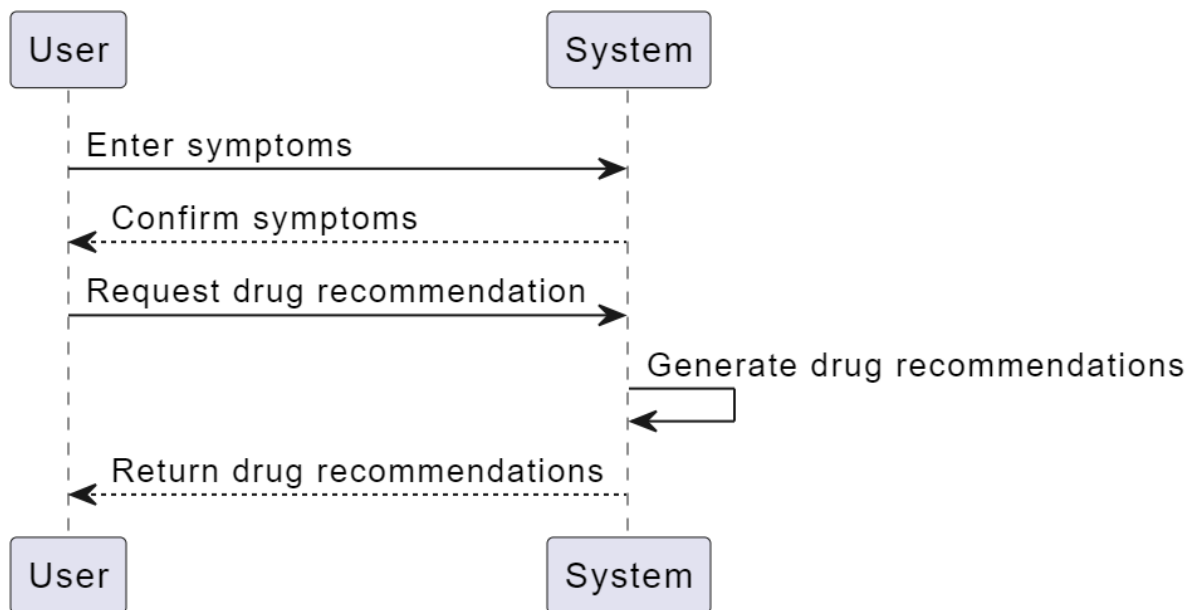 User
System
Enter symptoms
Confirm symptoms
Request drug recommendation
Generate drug recommendations
Return drug recommendations
User
System